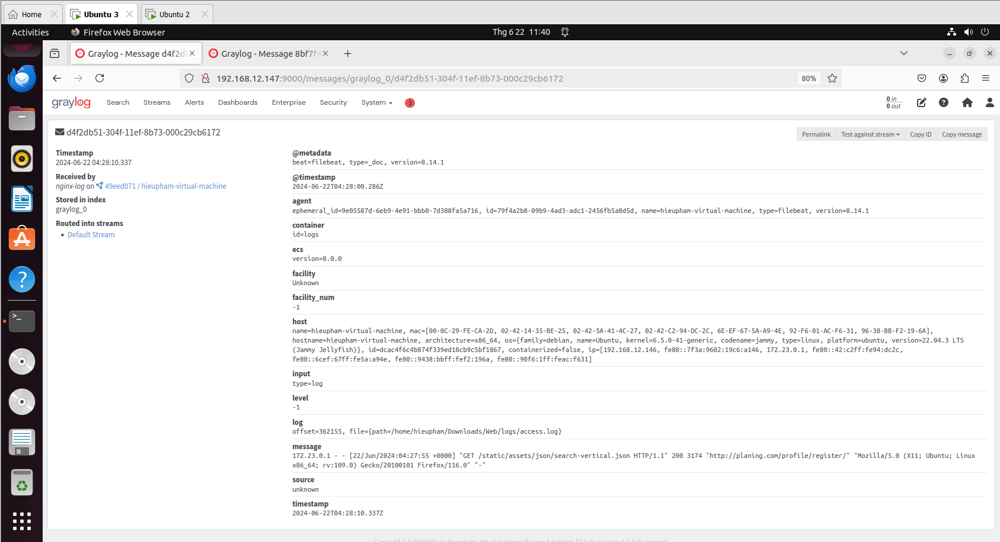 Home
Ubuntu 3
Ubuntu 2
Activities
Firefox Web Browser
Thg 6 22 11:40
Graylog - Message d4f2d
Graylog - Message 8bf7f4
192.168.12.147:9000/messages/graylog_0/d4f2db51-304f-11ef-8b73-000c29cb6172
80%
graylog
Search
Streams
Alerts
Dashboards
Enterprise
Security
System
3
0 in
0 out
d4f2db51-304f-11ef-8b73-000c29cb6172
Permalink
Test against stream
Copy ID
Copy message
Timestamp
2024-06-22 04:28:10.337
Received by
nginx-log on 49eed071 / hieupham-virtual-machine
Stored in index
graylog_0
Routed into streams
• Default Stream
@metadata
beat=filebeat, type=_doc, version=8.14.1
@timestamp
2024-06-22T04:28:00.286Z
agent
ephemeral_id=9e05587d-6eb9-4e91-bbb0-7d388fa5a716, id=79f4a2b8-09b9-4ad3-adc1-2456fb5a8d5d, name=hieupham-virtual-machine, type=filebeat, version=8.14.1
container
id=logs
ecs
version=8.0.0
facility
Unknown
facility_num
-1
host
name=hieupham-virtual-machine, mac=[00-0C-29-FE-CA-2D, 02-42-14-35-BE-25, 02-42-5A-41-4C-27, 02-42-C2-94-DC-2C, 6E-EF-67-5A-A9-4E, 92-F6-01-AC-F6-31, 96-38-BB-F2-19-6A],
hostname=hieupham-virtual-machine, architecture=x86_64, os={family=debian, name=Ubuntu, kernel=6.5.0-41-generic, codename=jammy, type=linux, platform=ubuntu, version=22.04.3 LTS
(Jammy Jellyfish)}, id=dcac4f6c4b874f339ed18cb9c5bf1867, containerized=false, ip=[192.168.12.146, fe80::7f3a:9602:19c6:a146, 172.23.0.1, fe80::42:c2ff:fe94:dc2c,
fe80::6cef:67ff:fe5a:a94e, fe80::9438:bbff:fef2:196a, fe80::90f6:1ff:feac:f631]
input
type=log
level
-1
log
offset=362155, file={path=/home/hieupham/Downloads/Web/logs/access.log}
message
172.23.0.1 - - [22/Jun/2024:04:27:55 +0000] "GET /static/assets/json/search-vertical.json HTTP/1.1" 200 3174 "http://planing.com/profile/register/" "Mozilla/5.0 (X11; Ubuntu; Linux
x86_64; rv:109.0) Gecko/20100101 Firefox/116.0" "-"
source
unknown
timestamp
2024-06-22T04:28:10.337Z